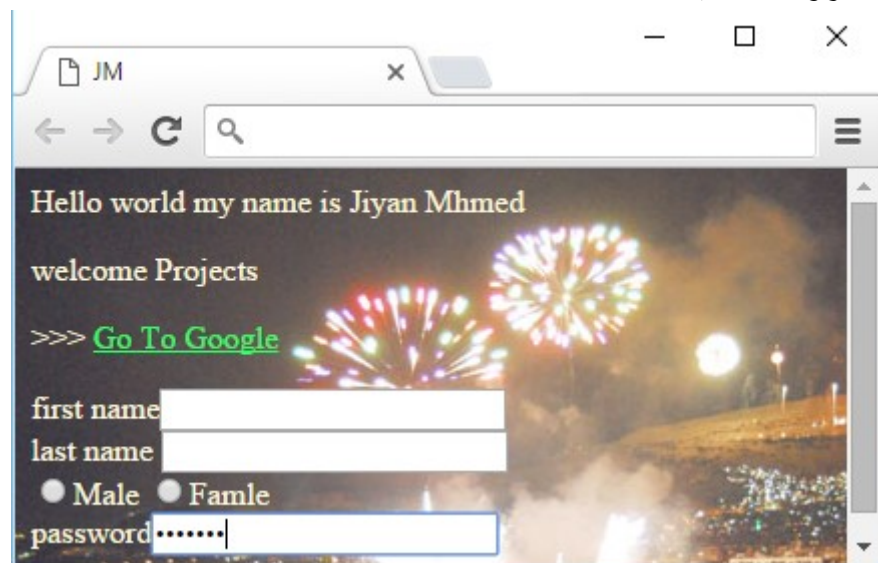 JM
Hello world my name is Jiyan Mhmed
welcome Projects
>>> Go To Google
first name
last name
Male Famle
password•••••••